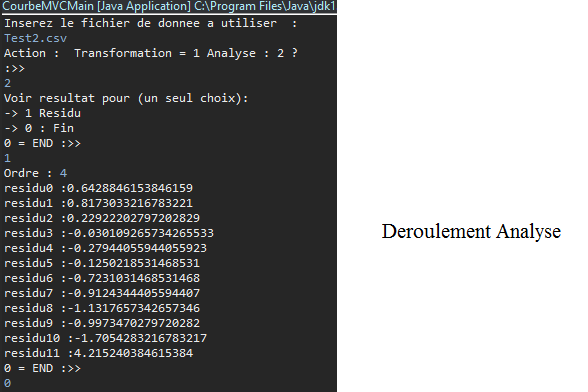 CourbeMVCMain [Java Application] C:\Program Files\Java\jdk1
Inserez le fichier de donnee a utiliser  :
Test2.csv
Action :  Transformation = 1 Analyse : 2 ?
:>>
2
Voir resultat pour (un seul choix):
-> 1 Residu
-> 0 : Fin
0 = END :>>
1
Ordre : 4
residu0 :0.6428846153846159
residu1 :0.8173033216783221
residu2 :0.22922202797202829
residu3 :-0.030109265734265533
residu4 :-0.27944055944055923
residu5 :-0.1250218531468531
residu6 :-0.7231031468531468
residu7 :-0.9124344405594407
residu8 :-1.1317657342657346
residu9 :-0.9973470279720282
residu10 :-1.7054283216783217
residu11 :4.215240384615384
0 = END :>>
0
Deroulement Analyse